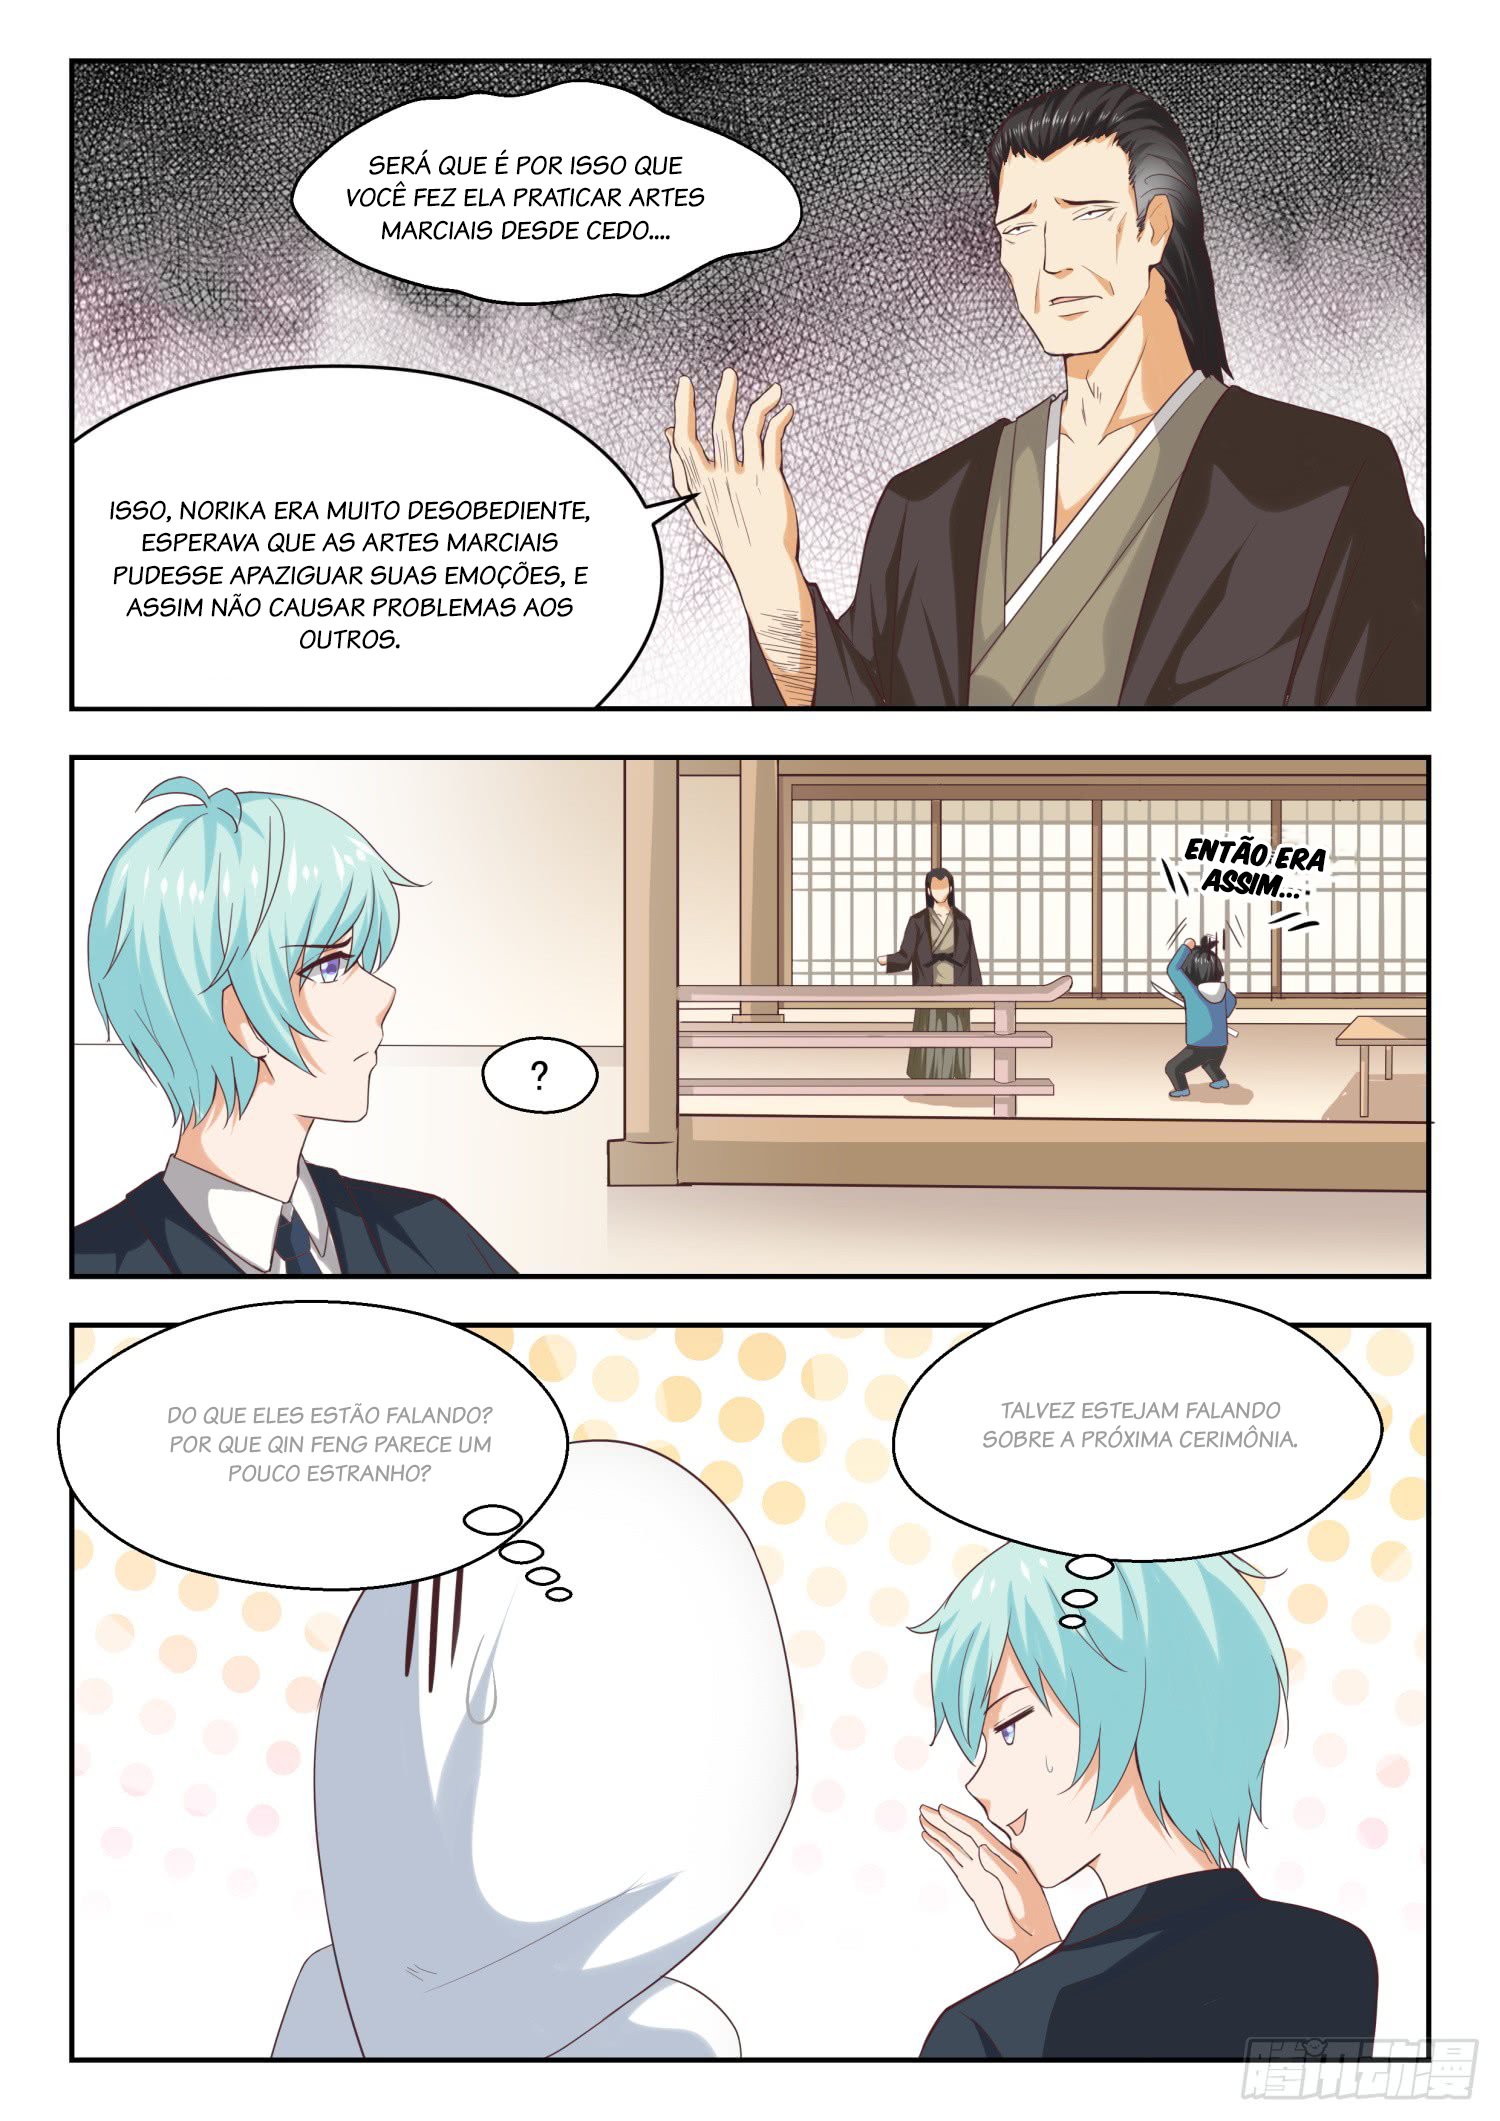 SERÁ QUE É POR ISSO QUE
VOCÊ FEZ ELA PRATICAR ARTES
MARCIAIS DESDE CEDO....
ISSO, NORIKA ERA MUITO DESOBEDIENTE,
ESPERAVA QUE AS ARTES MARCIAIS
PUDESSE APAZIGUAR SUAS EMOÇÕES, E
ASSIM NÃO CAUSAR PROBLEMAS AOS
OUTROS.
ENTÃO ERA
ASSIM...
?
DO QUE ELES ESTÃO FALANDO?
POR QUE QIN FENG PARECE UM
POUCO ESTRANHO?
TALVEZ ESTEJAM FALANDO
SOBRE A PRÓXIMA CERIMÔNIA.
腾讯动漫